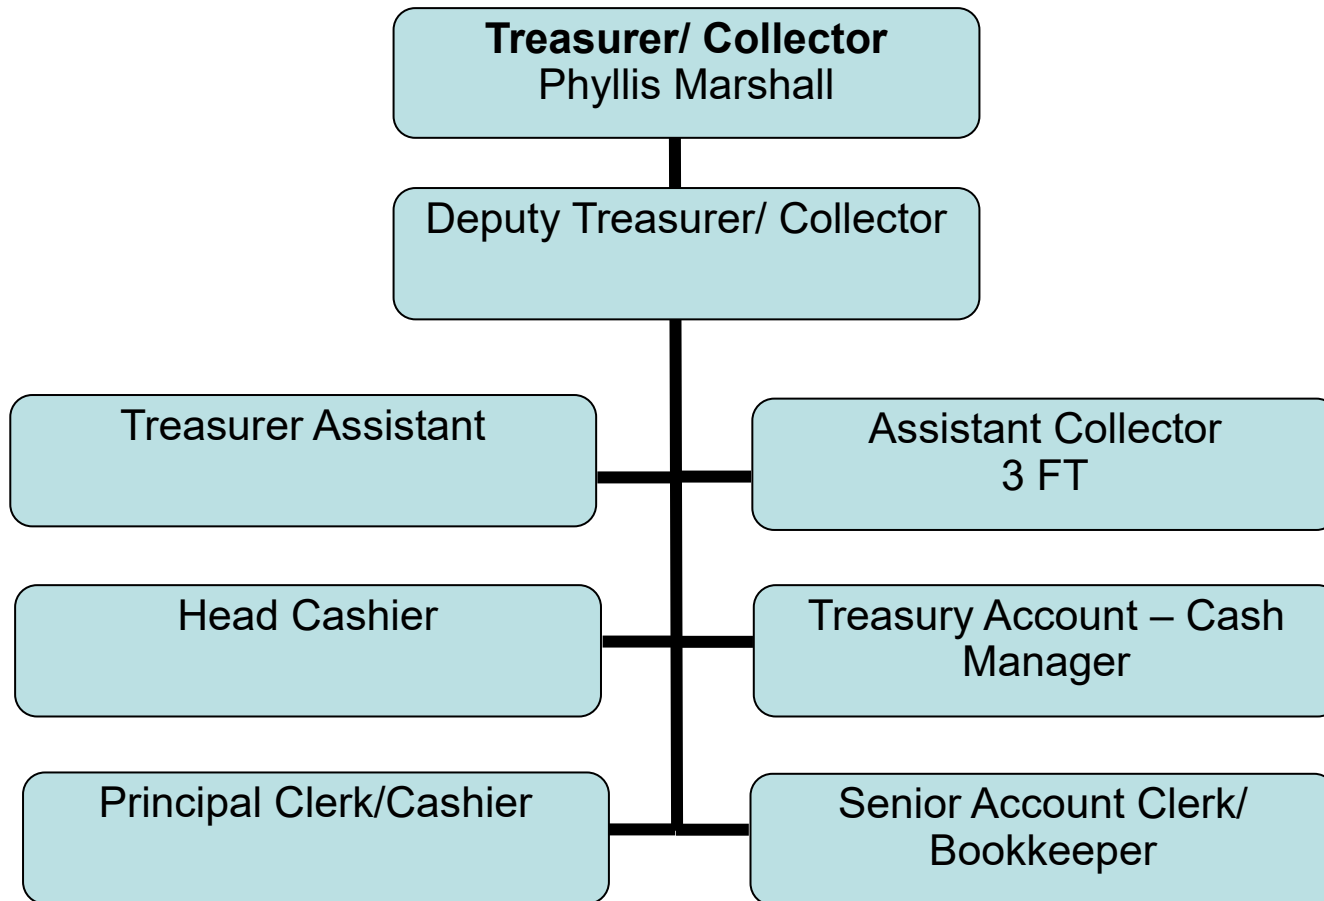 Treasurer/ Collector
Phyllis Marshall
Deputy Treasurer/ Collector
Treasurer Assistant
Assistant Collector
3 FT
Head Cashier
Treasury Account – Cash
Manager
Principal Clerk/Cashier
Senior Account Clerk/
Bookkeeper